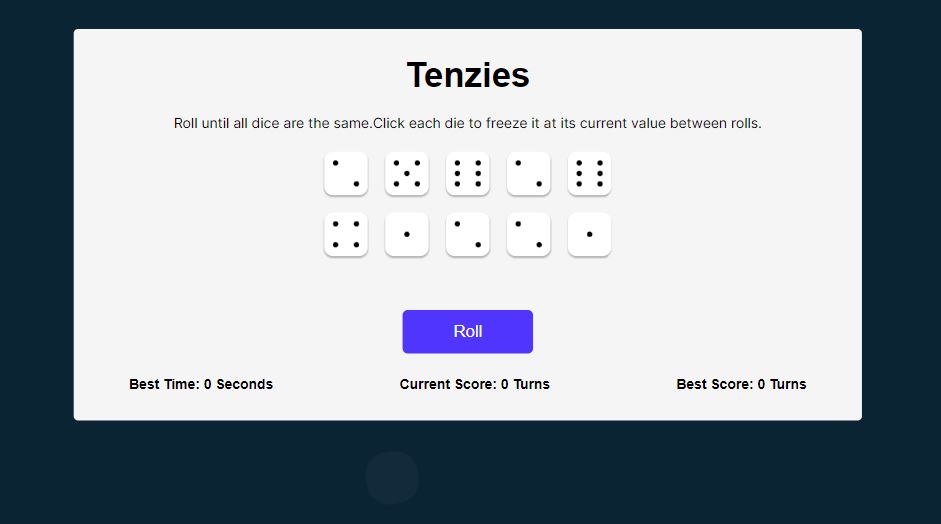 Tenzies
Roll until all dice are the same.Click each die to freeze it at its current value between rolls.
Roll
Best Time: 0 Seconds
Current Score: 0 Turns
Best Score: 0 Turns